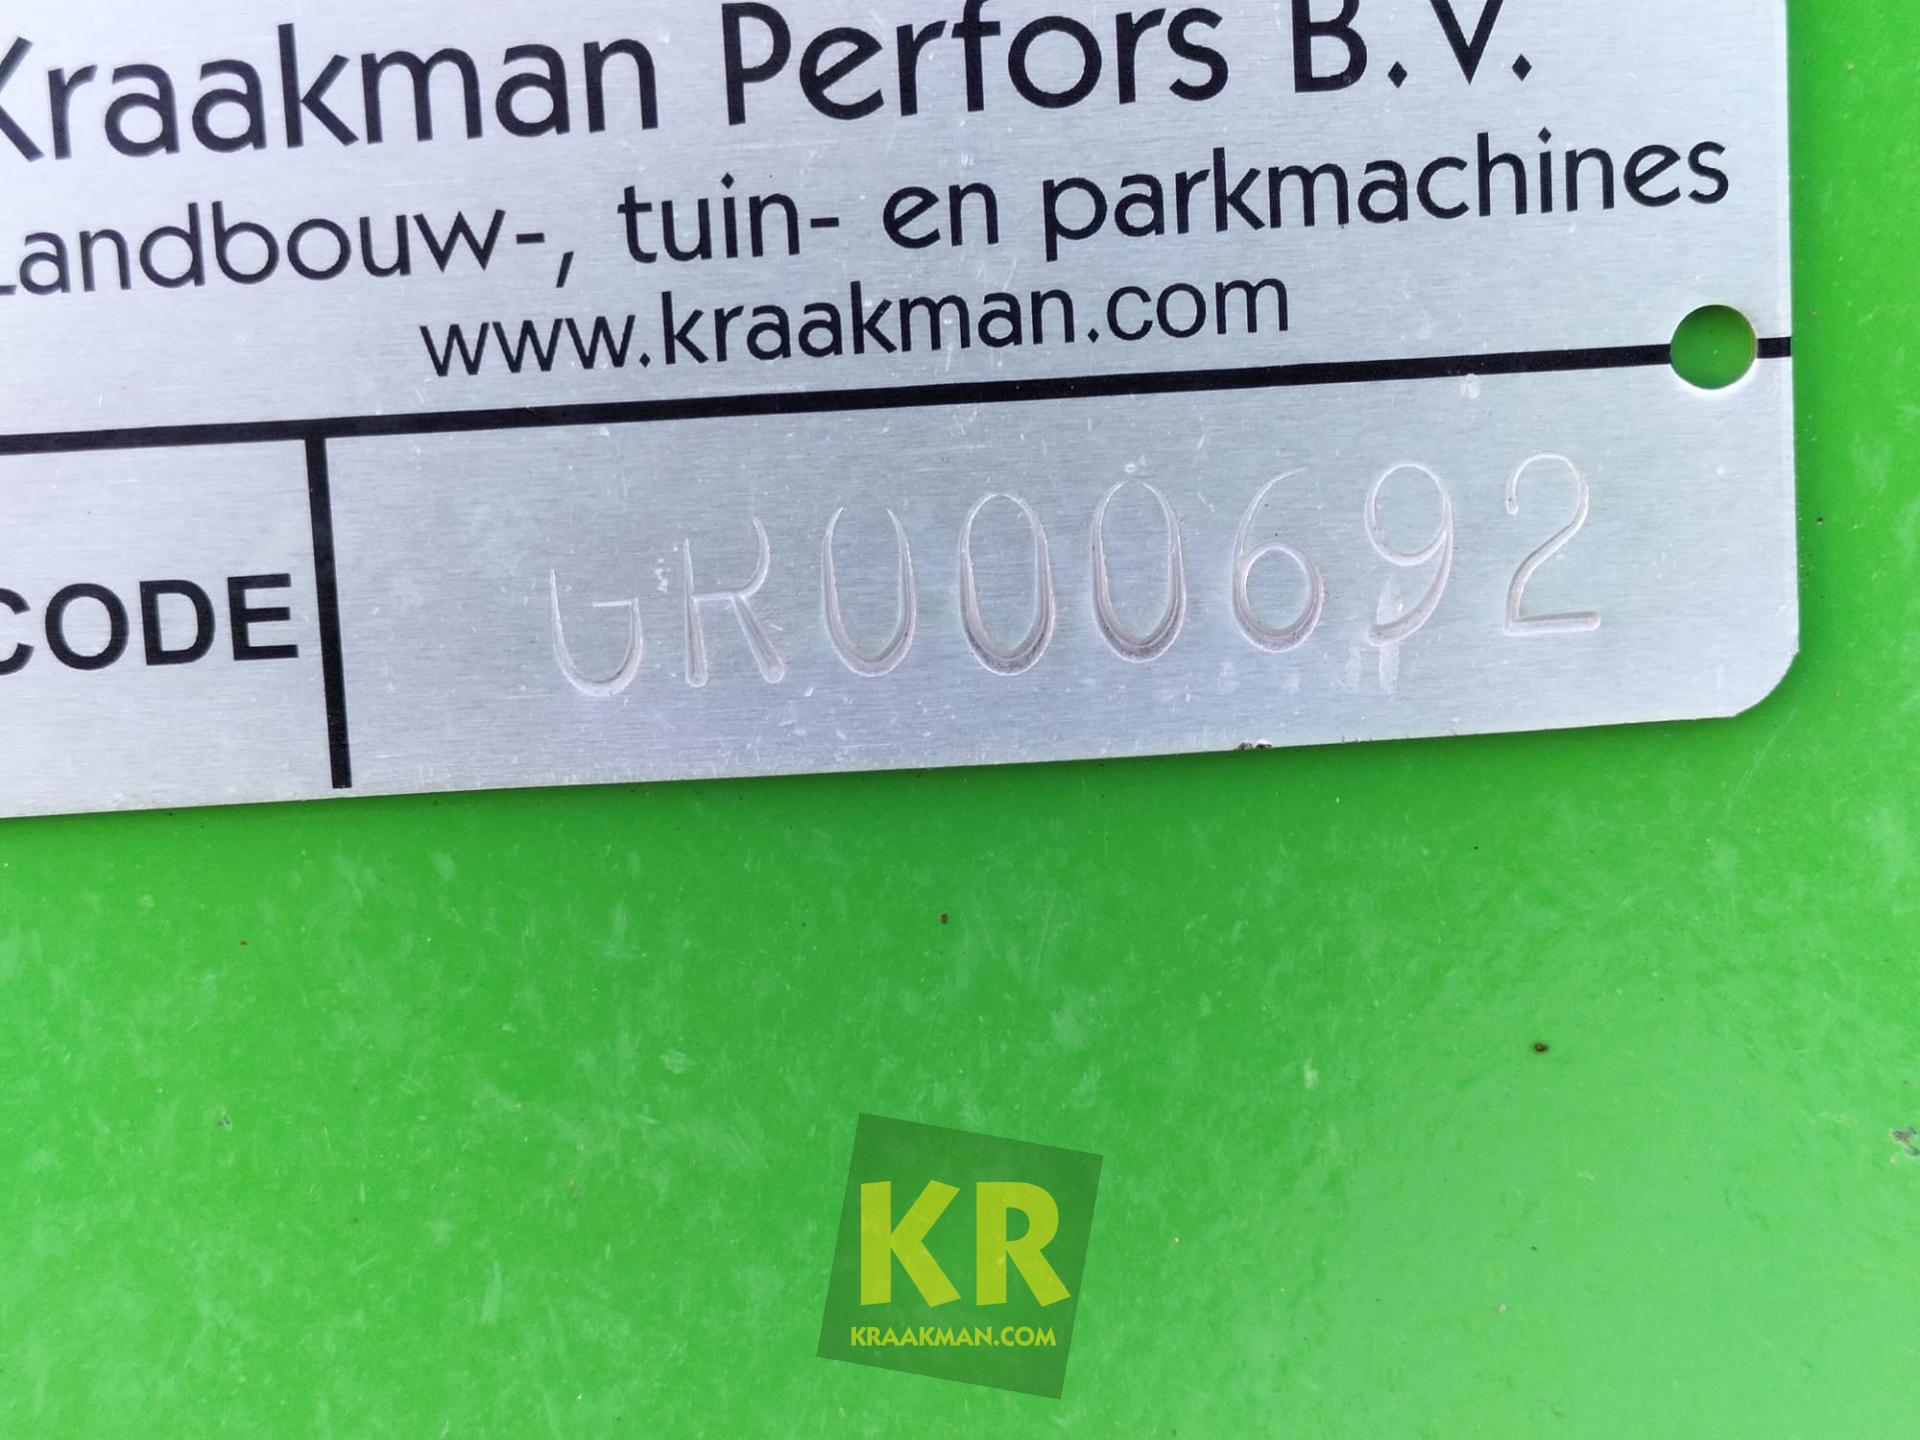 Kraakman Perfors B.V.
Landbouw-, tuin- en parkmachines
www.kraakman.com
CODE GR000692
KR
KRAAKMAN.COM